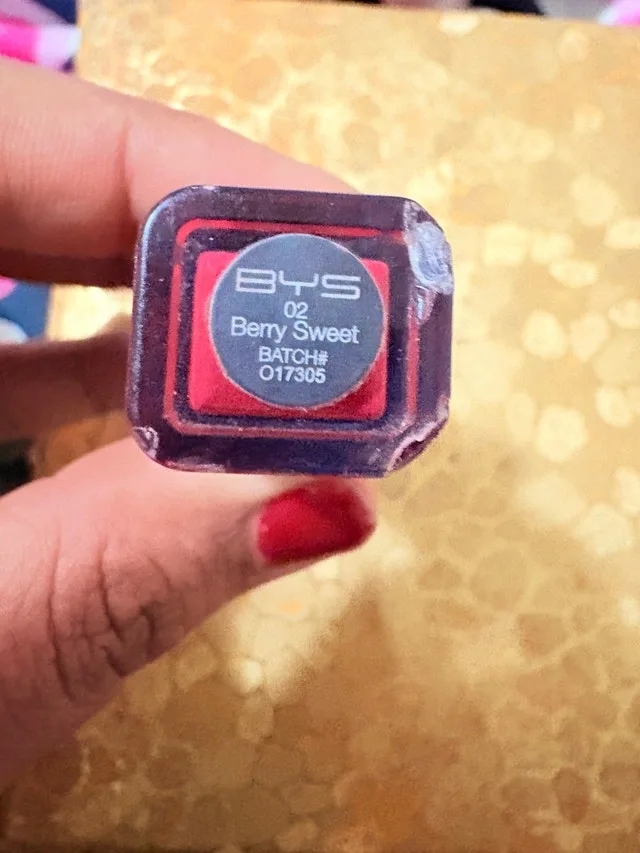 BYS
02
Berry Sweet
BATCH#
O17305